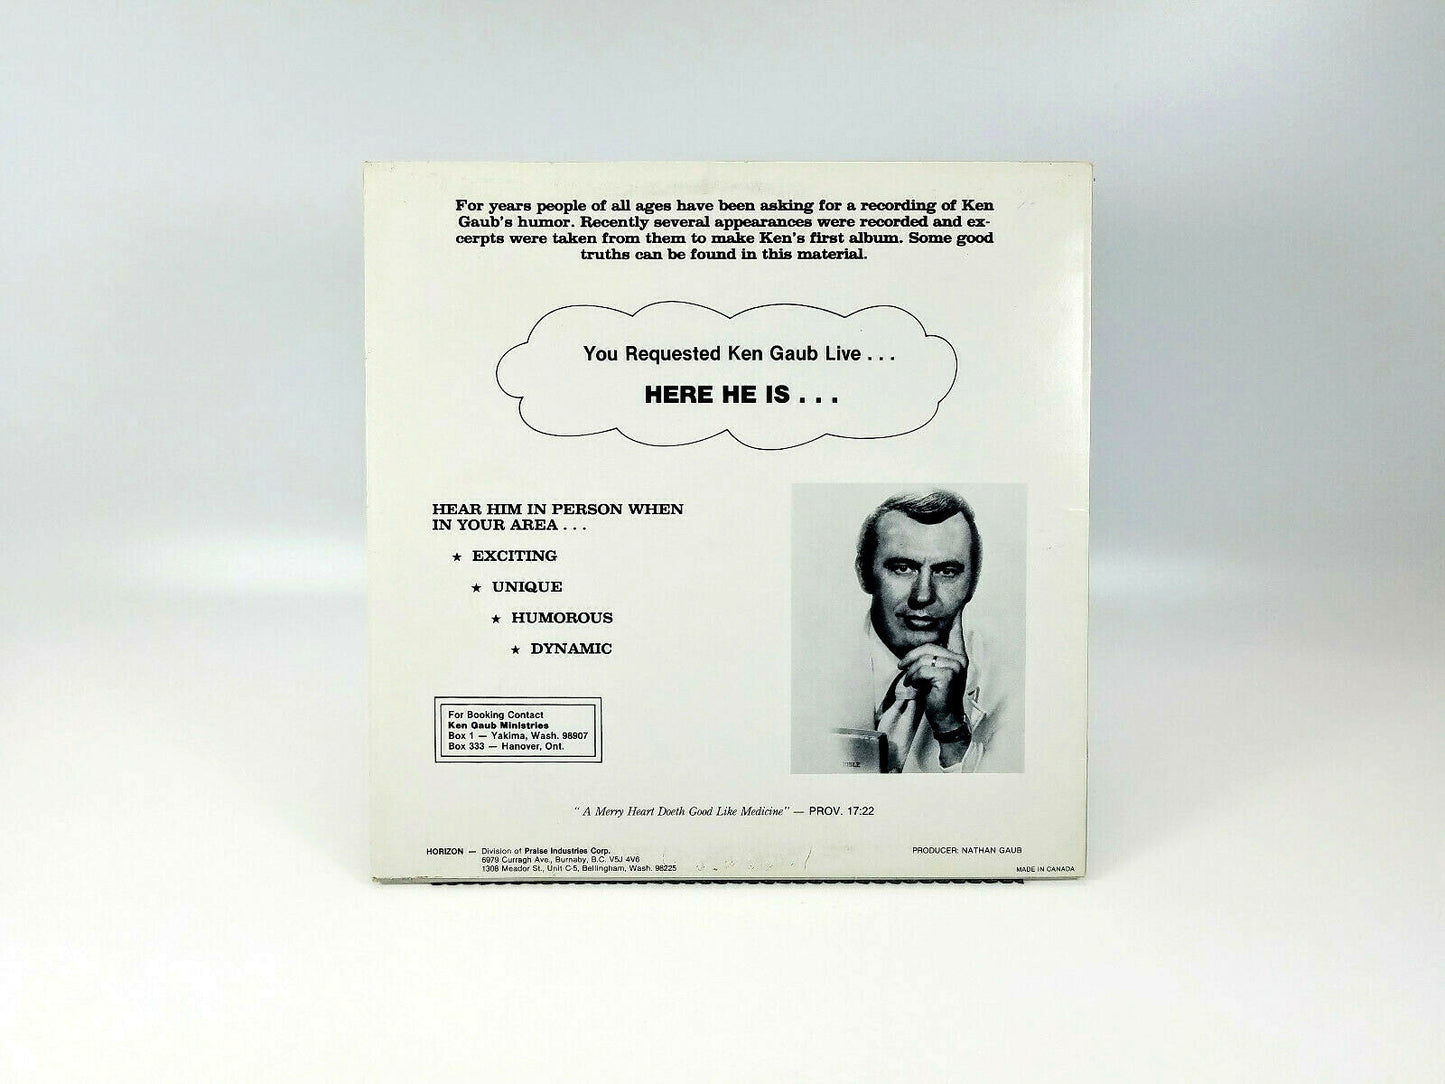 For years people of all ages have been asking for a recording of Ken
Gaub's humor. Recently several appearances were recorded and ex-
cerpts were taken from them to make Ken's first album. Some good
truths can be found in this material.
You Requested Ken Gaub Live . . .
HERE HE IS . . .
HEAR HIM IN PERSON WHEN
IN YOUR AREA . . .
★ EXCITING
★ UNIQUE
★ HUMOROUS
★ DYNAMIC
For Booking Contact
Ken Gaub Ministries
Box 1 — Yakima, Wash. 98907
Box 333 — Hanover, Ont.
" A Merry Heart Doeth Good Like Medicine" — PROV. 17:22
HORIZON — Division of Praise Industries Corp.
6979 Curragh Ave., Burnaby, B.C. V5J 4V6
1308 Meador St., Unit C-5, Bellingham, Wash. 98225
PRODUCER: NATHAN GAUB
MADE IN CANADA